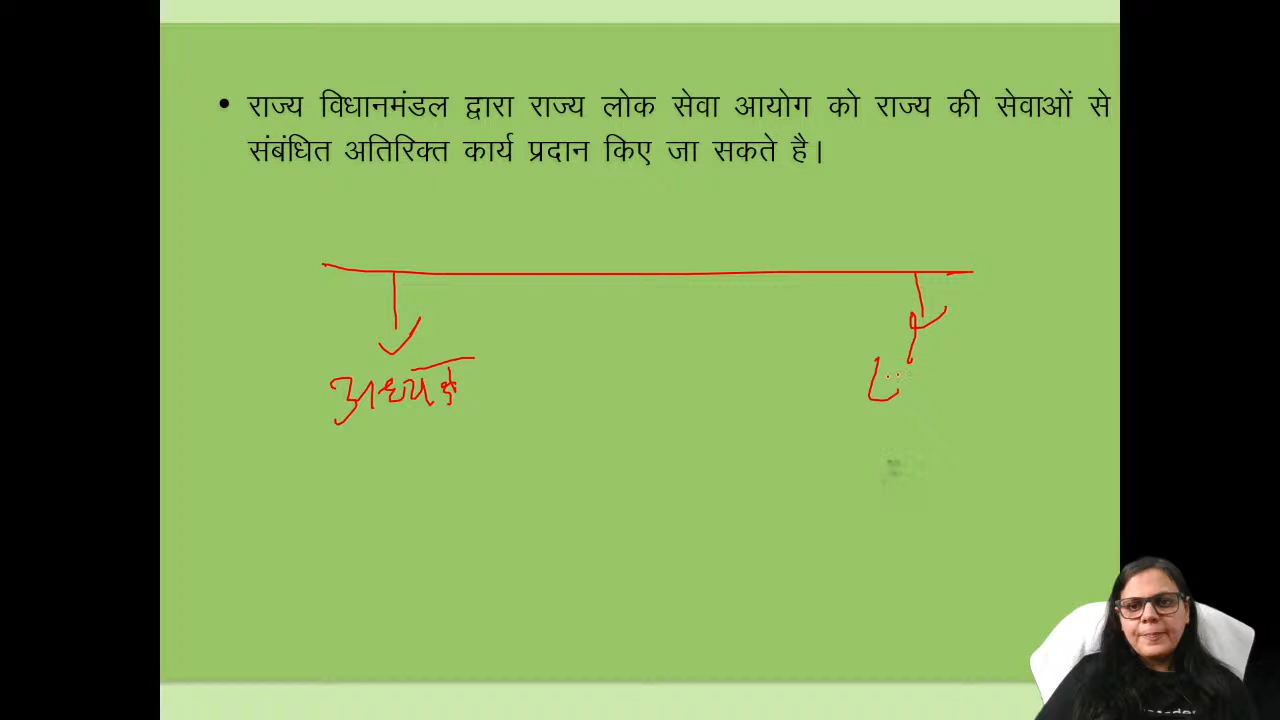 • राज्य विधानमंडल द्वारा राज्य लोक सेवा आयोग को राज्य की सेवाओं से
संबंधित अतिरिक्त कार्य प्रदान किए जा सकते है।
अध्यक्ष